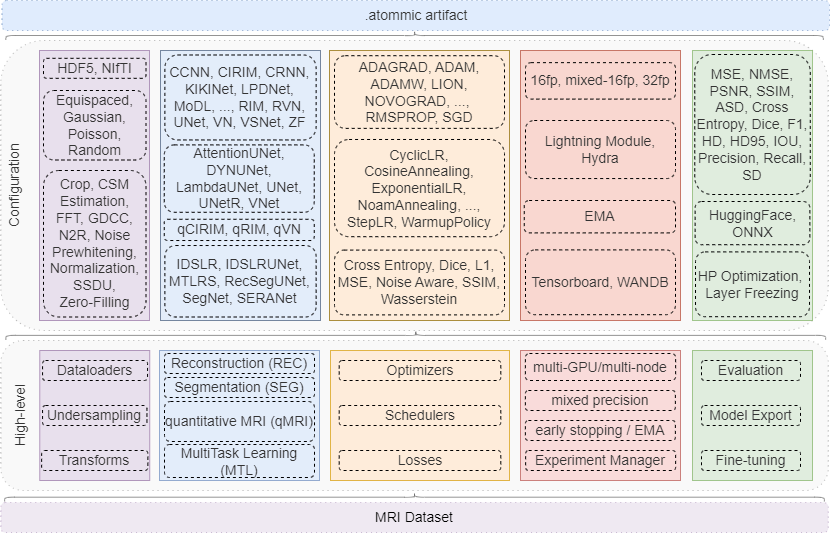 .atommic artifact
Configuration
HDF5, NIfTI
Equispaced,
Gaussian,
Poisson,
Random
Crop, CSM
Estimation,
FFT, GDCC,
N2R, Noise
Prewhitening,
Normalization,
SSDU,
Zero-Filling
CCNN, CIRIM, CRNN,
KIKINet, LPDNet,
MoDL, ..., RIM, RVN,
UNet, VN, VSNet, ZF
AttentionUNet,
DYNUNet,
LambdaUNet, UNet,
UNetR, VNet
qCIRIM, qRIM, qVN
IDSLR, IDSLRUNet,
MTLRS, RecSegUNet,
SegNet, SERANet
ADAGRAD, ADAM,
ADAMW, LION,
NOVOGRAD, ...,
RMSPROP, SGD
CyclicLR,
CosineAnnealing,
ExponentialLR,
NoamAnnealing, ...,
StepLR, WarmupPolicy
Cross Entropy, Dice, L1,
MSE, Noise Aware, SSIM,
Wasserstein
16fp, mixed-16fp, 32fp
Lightning Module,
Hydra
EMA
Tensorboard, WANDB
MSE, NMSE,
PSNR, SSIM,
ASD, Cross
Entropy, Dice, F1,
HD, HD95, IOU,
Precision, Recall,
SD
HuggingFace,
ONNX
HP Optimization,
Layer Freezing
High-level
Dataloaders
Undersampling
Transforms
Reconstruction (REC)
Segmentation (SEG)
quantitative MRI (qMRI)
MultiTask Learning
(MTL)
Optimizers
Schedulers
Losses
multi-GPU/multi-node
mixed precision
early stopping / EMA
Experiment Manager
Evaluation
Model Export
Fine-tuning
MRI Dataset